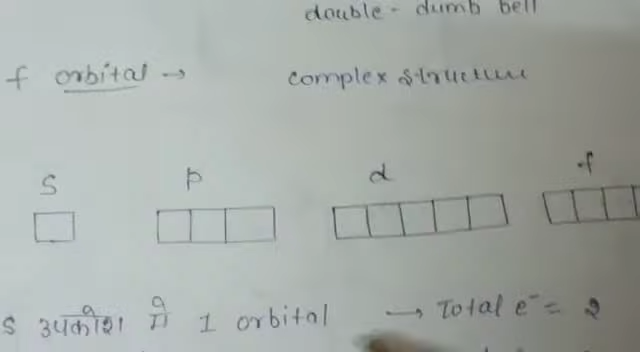 double - dumb bell
f orbital → complex structure
s p d f
s उपकोश में 1 orbital → Total e⁻ = 2